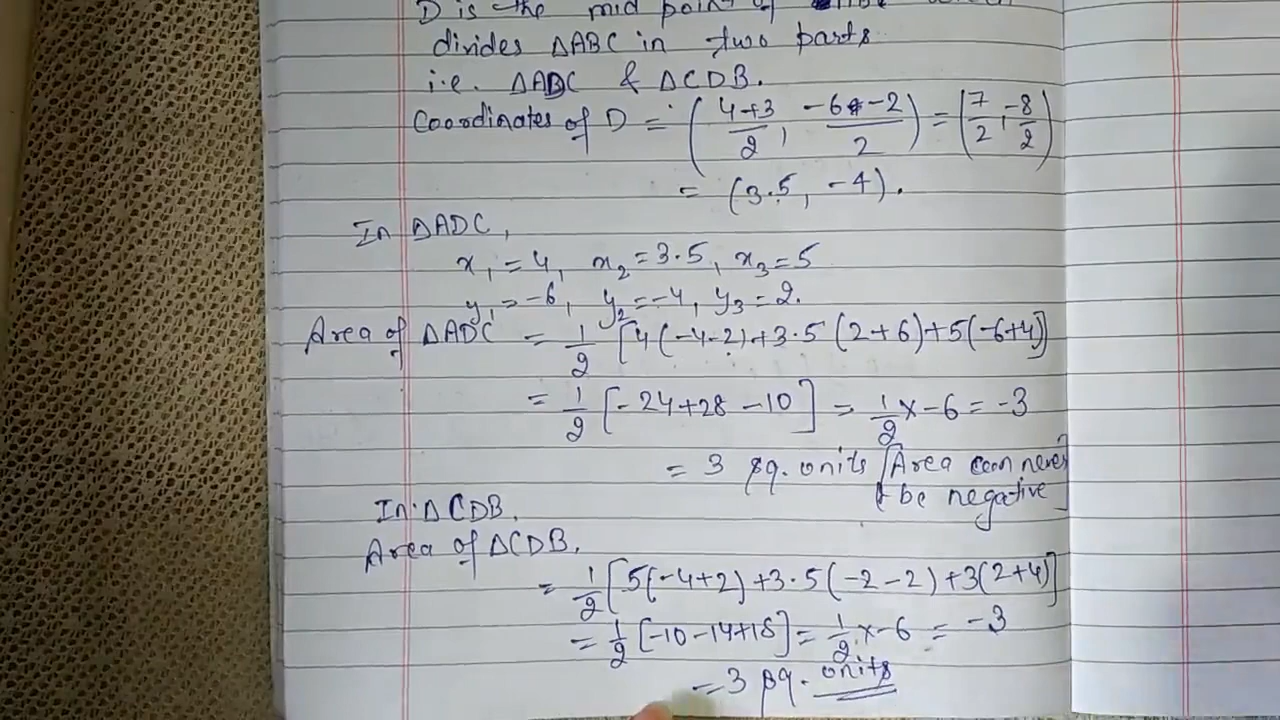 D is the mid point of
divides ΔABC in two parts
i.e. ΔADC & ΔCDB.
Coordinates of D = (4+3/2, -6+-2/2) = (7/2, -8/2)
= (3.5, -4).
In ΔADC,
x₁ = 4, x₂ = 3.5, x₃ = 5
y₁ = -6, y₂ = -4, y₃ = 2.
Area of ΔADC = 1/2 [4(-4-2)+3.5(2+6)+5(-6+4)]
= 1/2 [-24+28-10] = 1/2 x -6 = -3
= 3 sq. units [Area can never
be negative]
In ΔCDB.
Area of ΔCDB,
= 1/2 [5(-4+2)+3.5(-2-2)+3(2+4)]
= 1/2 [-10-14+18] = 1/2 x -6 = -3
= 3 sq. units